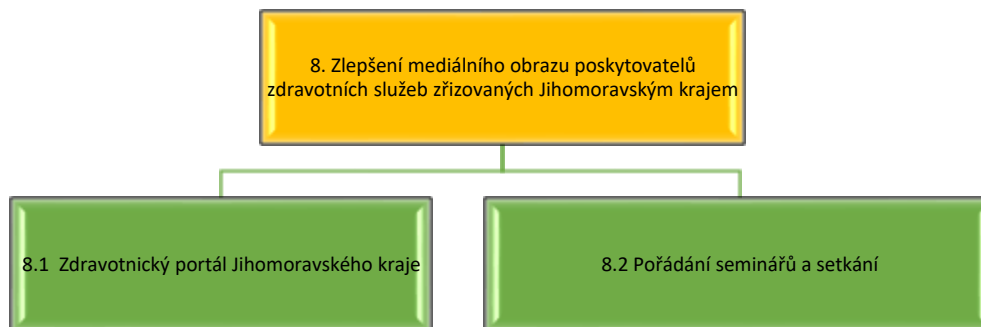 8. Zlepšení mediálního obrazu poskytovatelů
zdravotních služeb zřizovaných Jihomoravským krajem
8.1 Zdravotnický portál Jihomoravského kraje
8.2 Pořádání seminářů a setkání